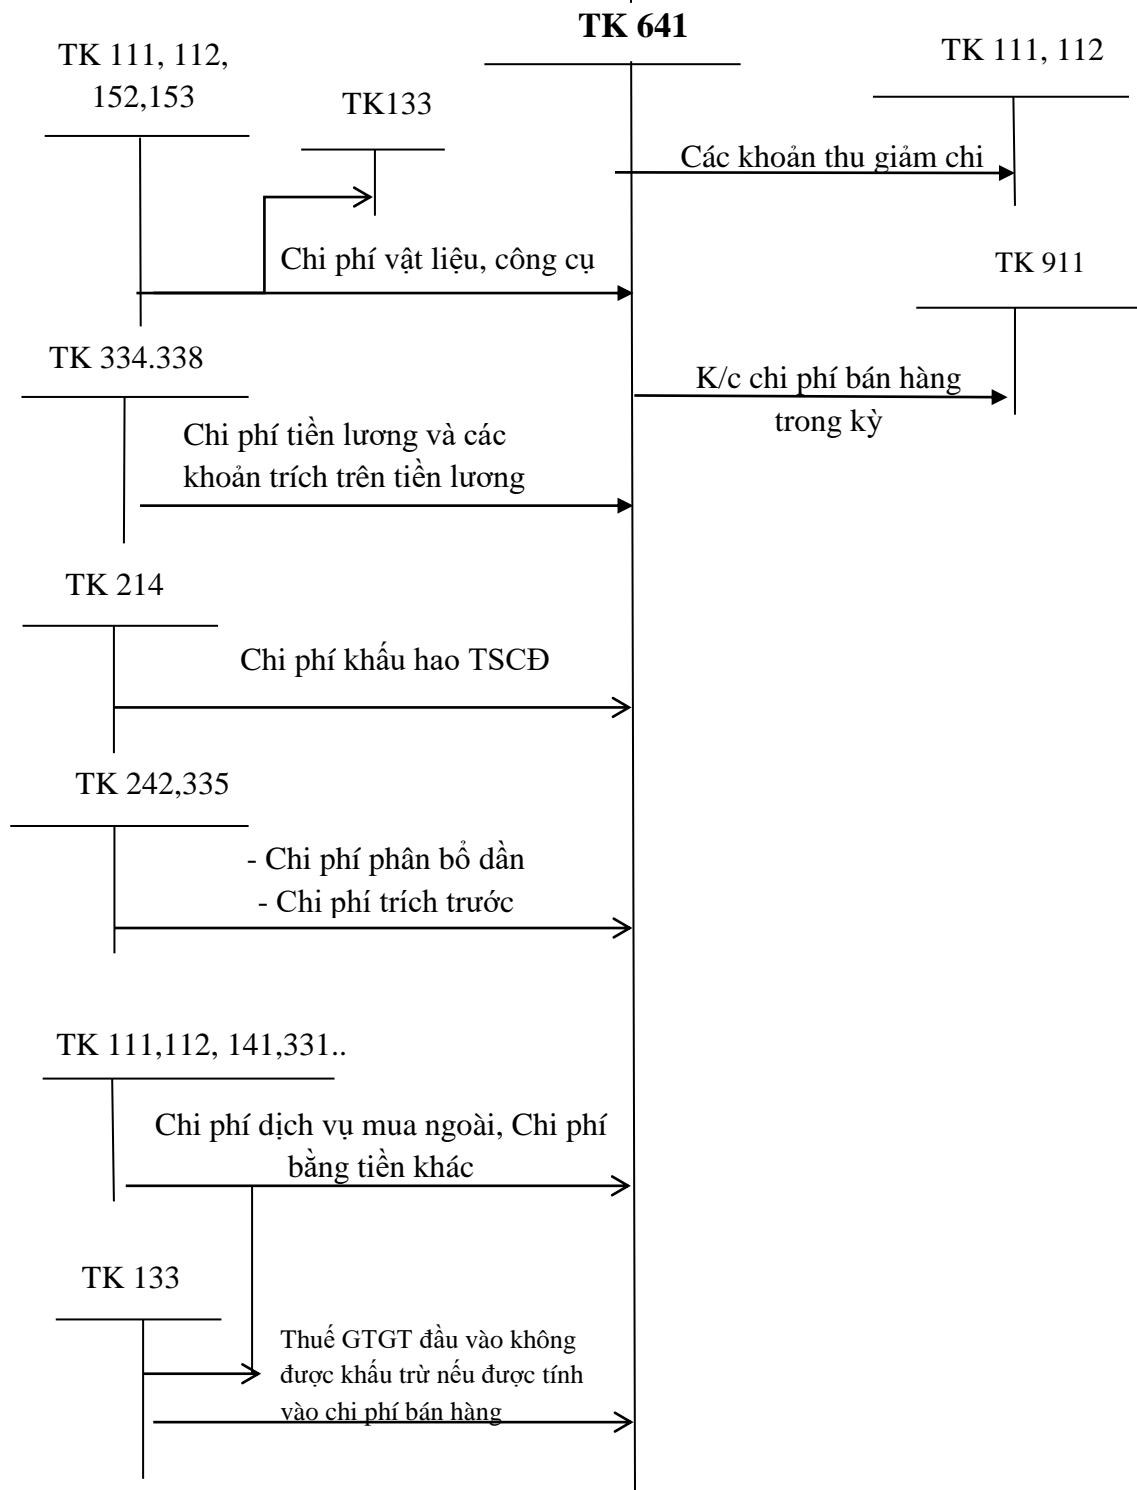 TK 641
TK 111, 112,
152,153
TK133
TK 111, 112
Các khoản thu giảm chi
Chi phí vật liệu, công cụ
TK 911
TK 334.338
K/c chi phí bán hàng
trong kỳ
Chi phí tiền lương và các
khoản trích trên tiền lương
TK 214
Chi phí khấu hao TSCĐ
TK 242,335
- Chi phí phân bổ dần
- Chi phí trích trước
TK 111,112, 141,331..
Chi phí dịch vụ mua ngoài, Chi phí
bằng tiền khác
TK 133
Thuế GTGT đầu vào không
được khấu trừ nếu được tính
vào chi phí bán hàng